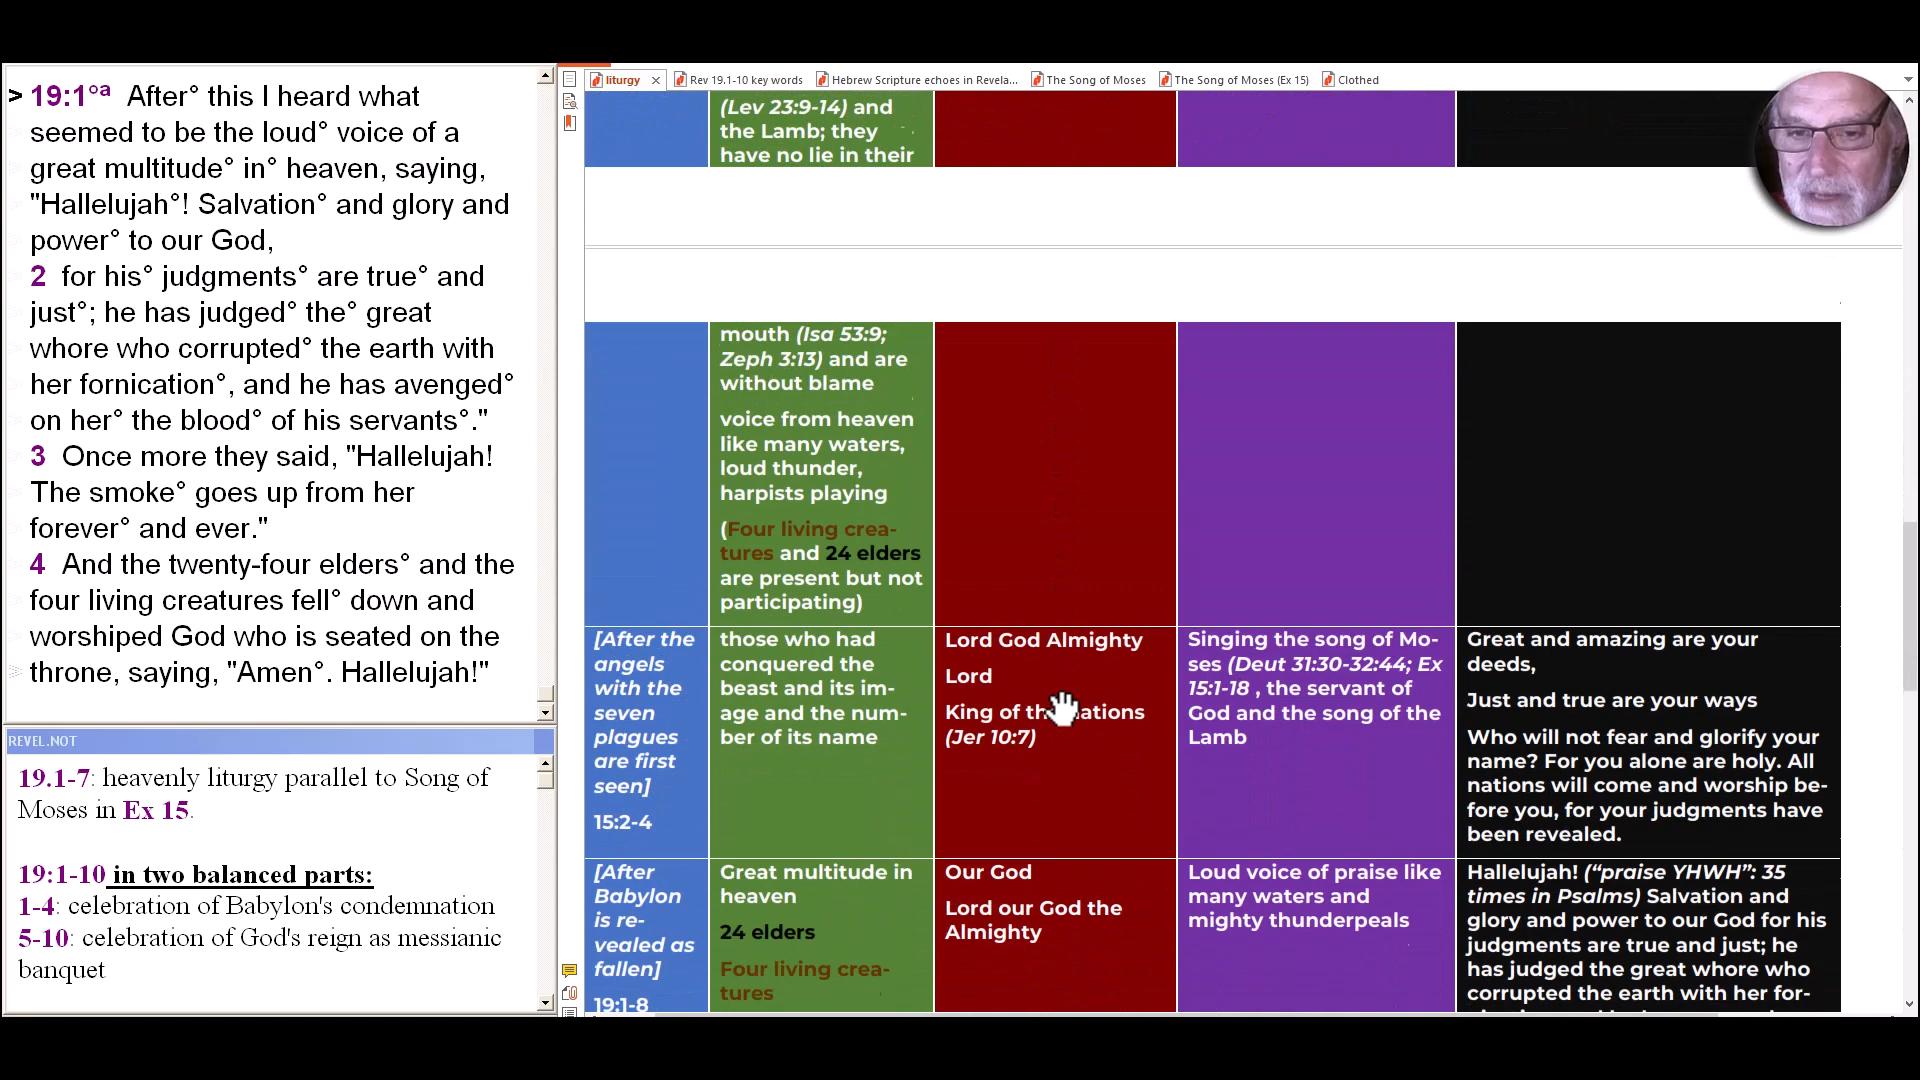 > 19:1°ª After° this I heard what
seemed to be the loud° voice of a
great multitude° in° heaven, saying,
"Hallelujah°! Salvation° and glory and
power° to our God,
2 for his° judgments° are true° and
just°; he has judged° the° great
whore who corrupted° the earth with
her fornication°, and he has avenged°
on her° the blood° of his servants°."
3 Once more they said, "Hallelujah!
The smoke° goes up from her
forever° and ever."
4 And the twenty-four elders° and the
four living creatures fell° down and
worshiped God who is seated on the
throne, saying, "Amen°. Hallelujah!"
REVEL.NOT
19.1-7: heavenly liturgy parallel to Song of
Moses in Ex 15.
19:1-10 in two balanced parts:
1-4: celebration of Babylon's condemnation
5-10: celebration of God's reign as messianic
banquet
liturgy
Rev 19.1-10 key words
Hebrew Scripture echoes in Revela...
The Song of Moses
The Song of Moses (Ex 15)
Clothed
(Lev 23:9-14) and
the Lamb; they
have no lie in their
mouth (Isa 53:9;
Zeph 3:13) and are
without blame
voice from heaven
like many waters,
loud thunder,
harpists playing
(Four living crea-
tures and 24 elders
are present but not
participating)
[After the
angels
with the
seven
plagues
are first
seen]
15:2-4
those who had
conquered the
beast and its im-
age and the num-
ber of its name
Lord God Almighty
Lord
King of the nations
(Jer 10:7)
Singing the song of Mo-
ses (Deut 31:30-32:44; Ex
15:1-18 , the servant of
God and the song of the
Lamb
Great and amazing are your
deeds,
Just and true are your ways
Who will not fear and glorify your
name? For you alone are holy. All
nations will come and worship be-
fore you, for your judgments have
been revealed.
[After
Babylon
is re-
vealed as
fallen]
19:1-8
Great multitude in
heaven
24 elders
Four living crea-
tures
Our God
Lord our God the
Almighty
Loud voice of praise like
many waters and
mighty thunderpeals
Hallelujah! (“praise YHWH”: 35
times in Psalms) Salvation and
glory and power to our God for his
judgments are true and just; he
has judged the great whore who
corrupted the earth with her for-